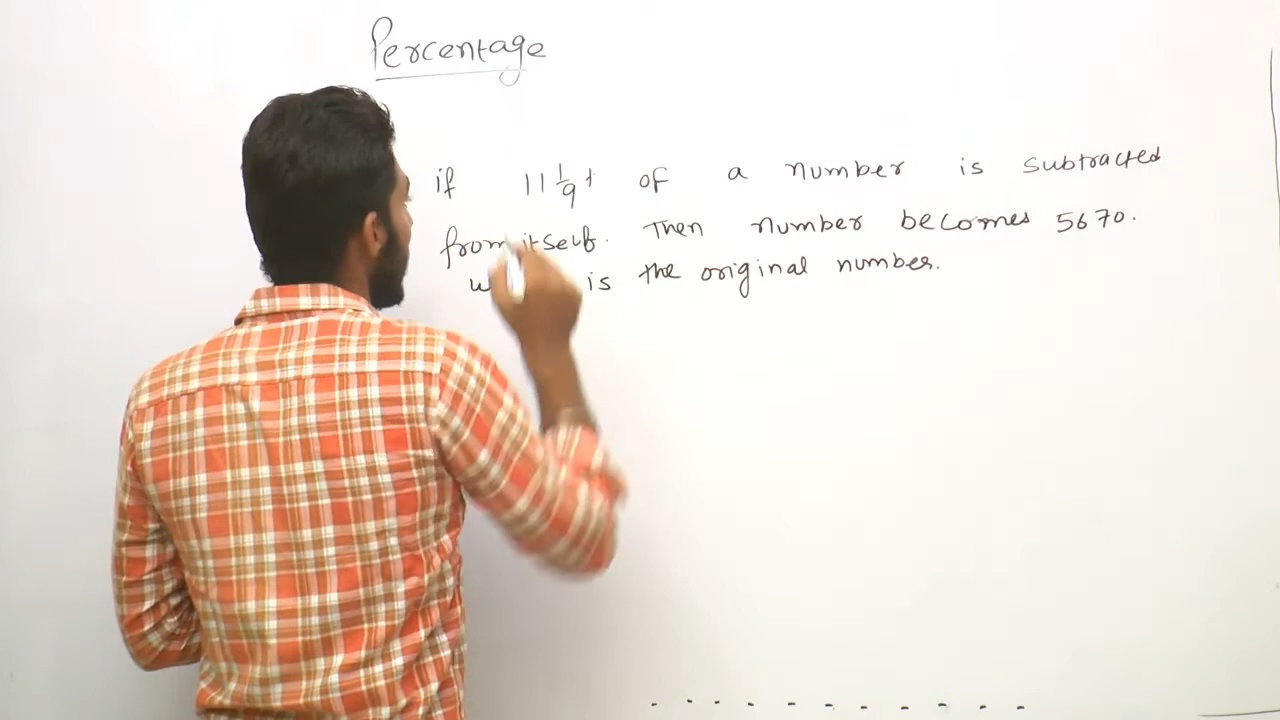 Percentage
if 11 1/9 + of a number is subtracted
from itself. Then number becomes 5670.
is the original number.